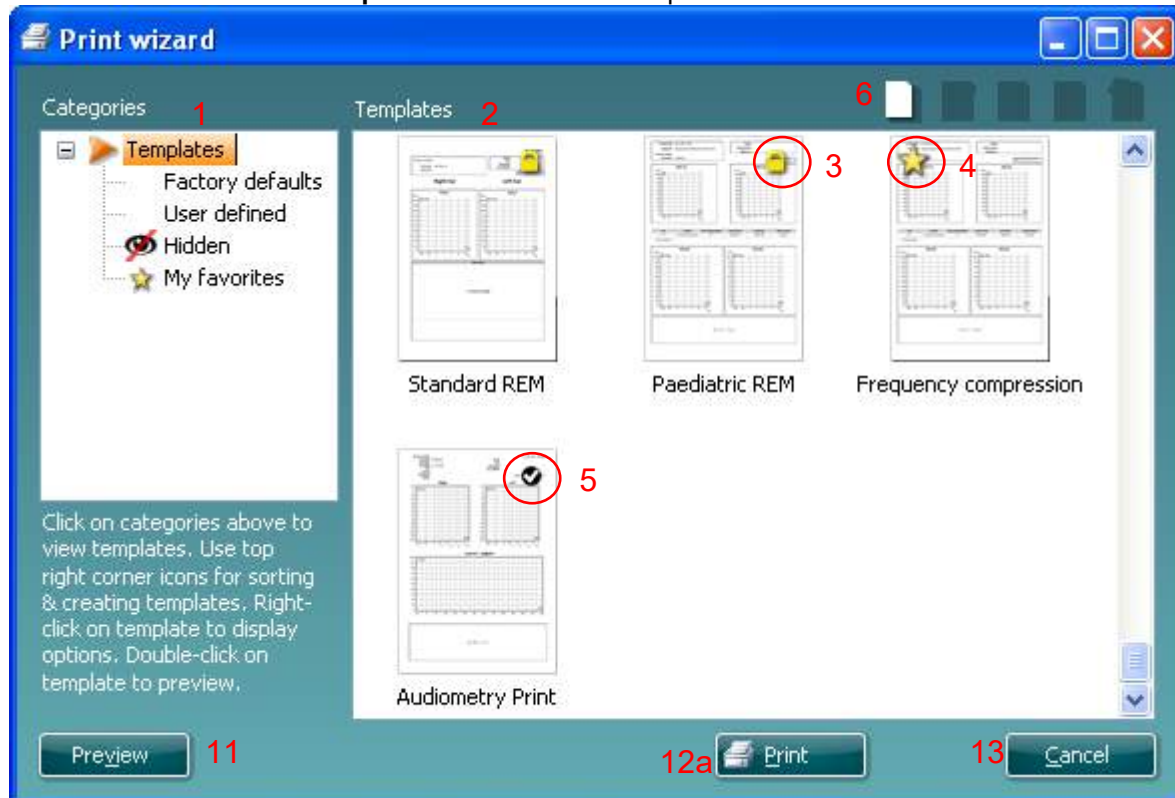 Print wizard
Categories 1
Templates 2
6
Templates
Factory defaults
User defined
Hidden
My favorites
3
4
Standard REM
Paediatric REM
Frequency compression
5
Audiometry Print
Click on categories above to
view templates. Use top
right corner icons for sorting
& creating templates. Right-
click on template to display
options. Double-click on
template to preview.
Preview 11
12a Print
13 Cancel